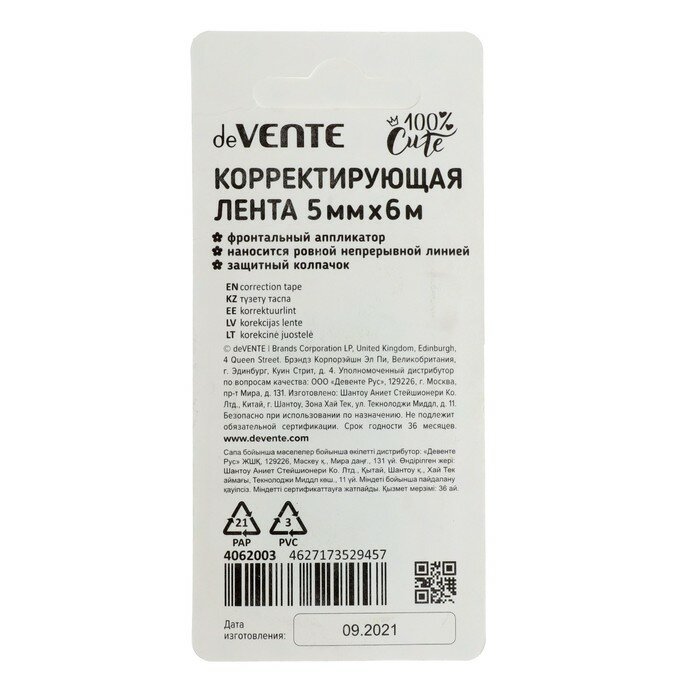 deVENTE
100% Cute
КОРРЕКТИРУЮЩАЯ
ЛЕНТА 5ммx6м
фронтальный аппликатор
наносится ровной непрерывной линией
защитный колпачок
EN correction tape
KZ түзету таспа
EE korrektuurlint
LV korekcijas lente
LT korekcinė juostelė
© deVENTE | Brands Corporation LP, United Kingdom, Edinburgh,
4 Queen Street. Брэндз Корпорэйшн Эл Пи, Великобритания,
г. Эдинбург, Куин Стрит, д. 4. Уполномоченный дистрибутор
по вопросам качества: ООО «Девенте Рус», 129226, г. Москва,
пр-т Мира, д. 131. Изготовлено: Шантоу Аниет Стейшионери Ко.
Лтд., Китай, г. Шантоу, Зона Хай Тек, ул. Текнолоджи Миддл, д. 11.
Безопасно при использовании по назначению. Не подлежит
обязательной сертификации. Срок годности 36 месяцев.
www.devente.com
Сапа бойынша мәселелер бойынша өкілетті дистрибутор: «Девенте
Рус» ЖШҚ, 129226, Мәскеу қ., Мира даңғ., 131 үй. Өндірілген жері:
Шантоу Аниет Стейшионери Ко. Лтд., Қытай, Шантоу қ., Хай Тек
аймағы, Текнолоджи Миддл көш., 11 үй. Міндеті бойынша пайдалану
қауіпсіз. Міндетті сертификаттауға жатпайды. Қызмет мерзімі: 36 ай.
21 3
PAP PVC
4062003 4627173529457
Дата
изготовления: 09.2021